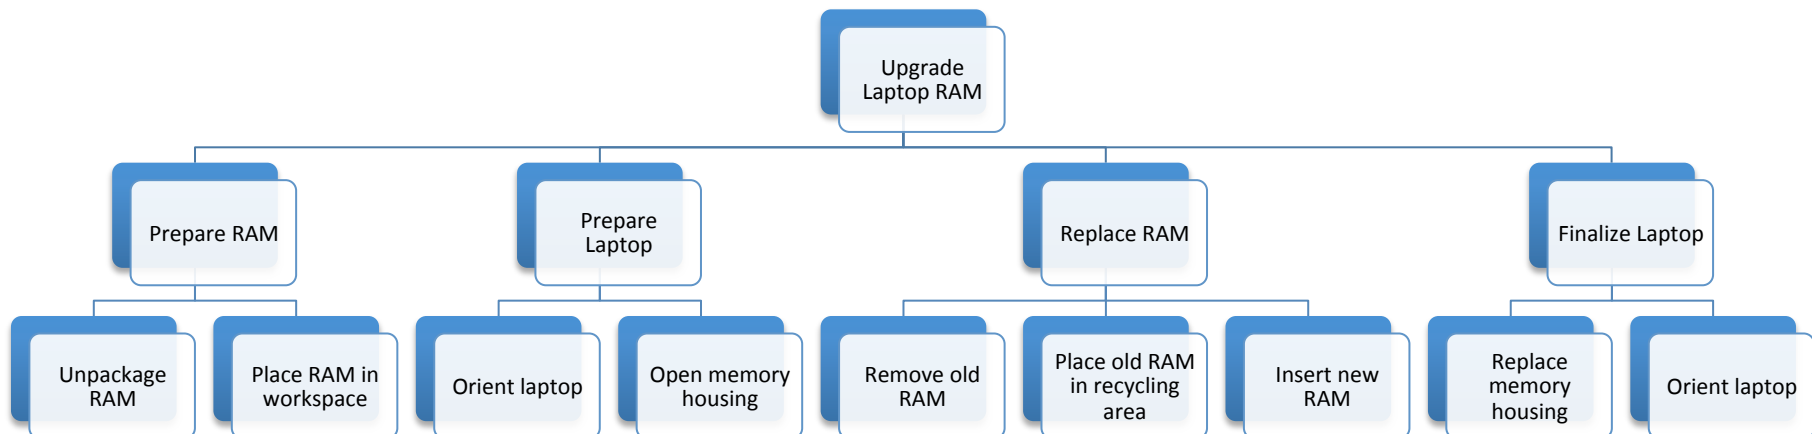 Upgrade
Laptop RAM
Prepare RAM
Prepare
Laptop
Replace RAM
Finalize Laptop
Unpackage
RAM
Place RAM in
workspace
Orient laptop
Open memory
housing
Remove old
RAM
Place old RAM
in recycling
area
Insert new
RAM
Replace
memory
housing
Orient laptop